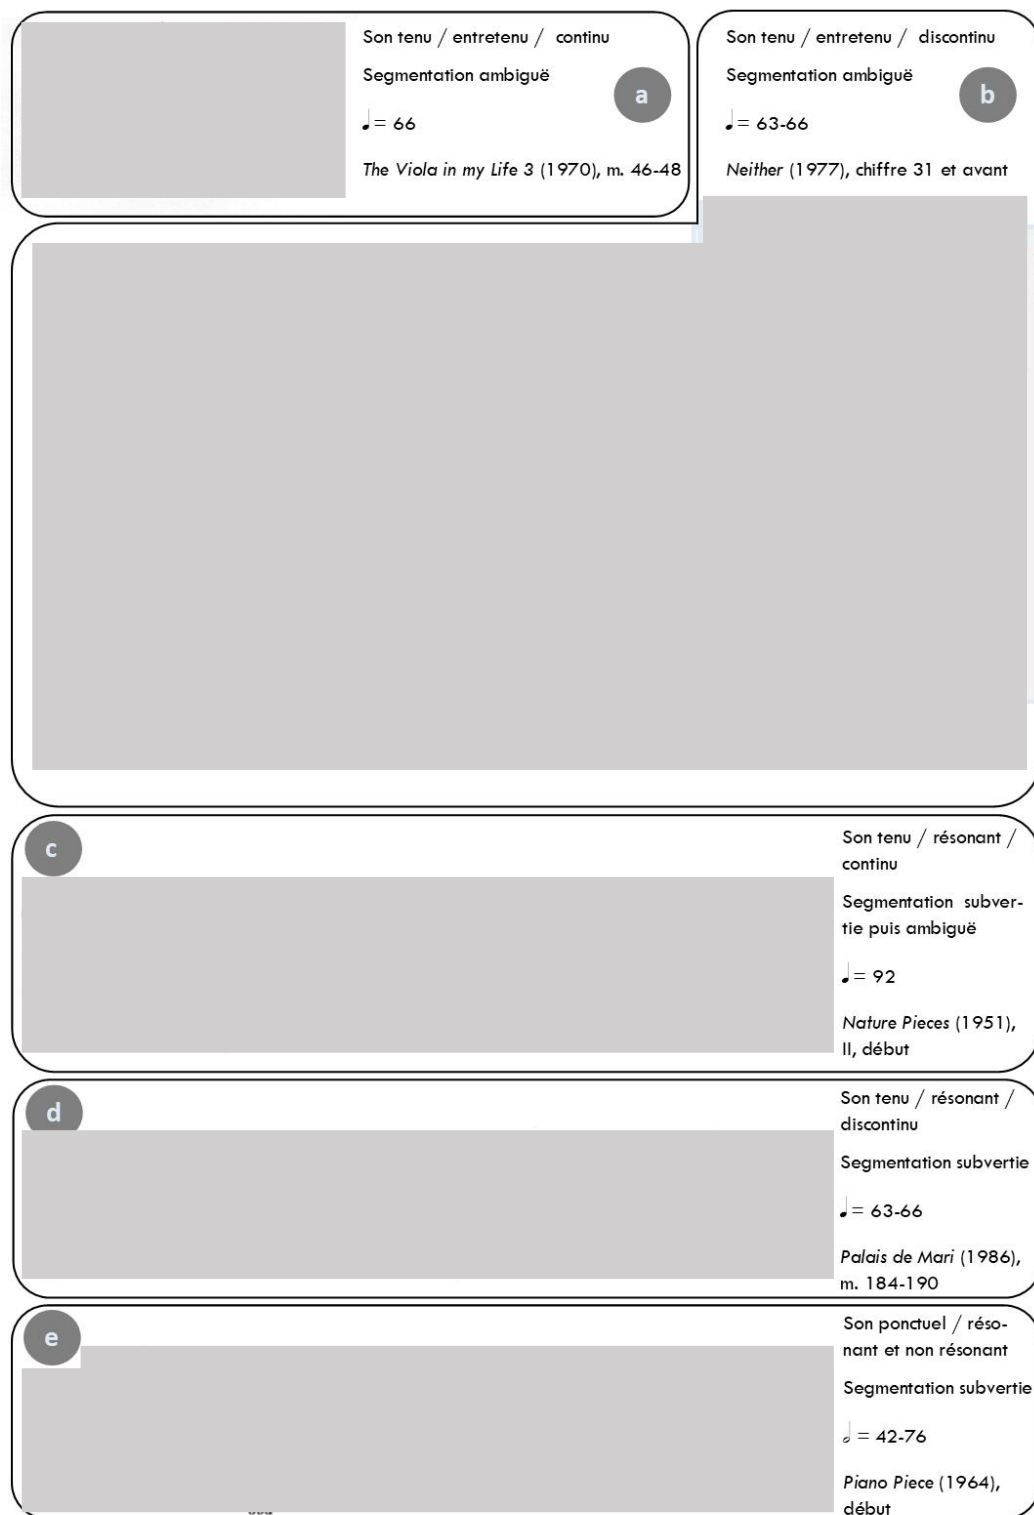 Son tenu / entretenu / continu
Segmentation ambiguë
a
♩ = 66
The Viola in my Life 3 (1970), m. 46-48
Son tenu / entretenu / discontinu
Segmentation ambiguë
b
♩ = 63-66
Neither (1977), chiffre 31 et avant
c
Son tenu / résonant /
continu
Segmentation subver-
tie puis ambiguë
♩ = 92
Nature Pieces (1951),
II, début
d
Son tenu / résonant /
discontinu
Segmentation subvertie
♩ = 63-66
Palais de Mari (1986),
m. 184-190
e
Son ponctuel / réso-
nant et non résonant
Segmentation subvertie
𝅗𝅥 = 42-76
Piano Piece (1964),
début